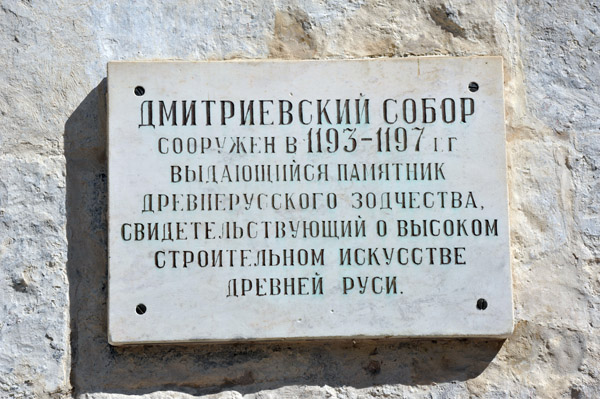 ДМИТРИЕВСКИЙ СОБОР
СООРУЖЕН В 1193-1197 Г.Г
ВЫДАЮЩИЙСЯ ПАМЯТНИК
ДРЕВНЕРУССКОГО ЗОДЧЕСТВА,
СВИДЕТЕЛЬСТВУЮЩИЙ О ВЫСОКОМ
СТРОИТЕЛЬНОМ ИСКУССТВЕ
ДРЕВНЕЙ РУСИ.